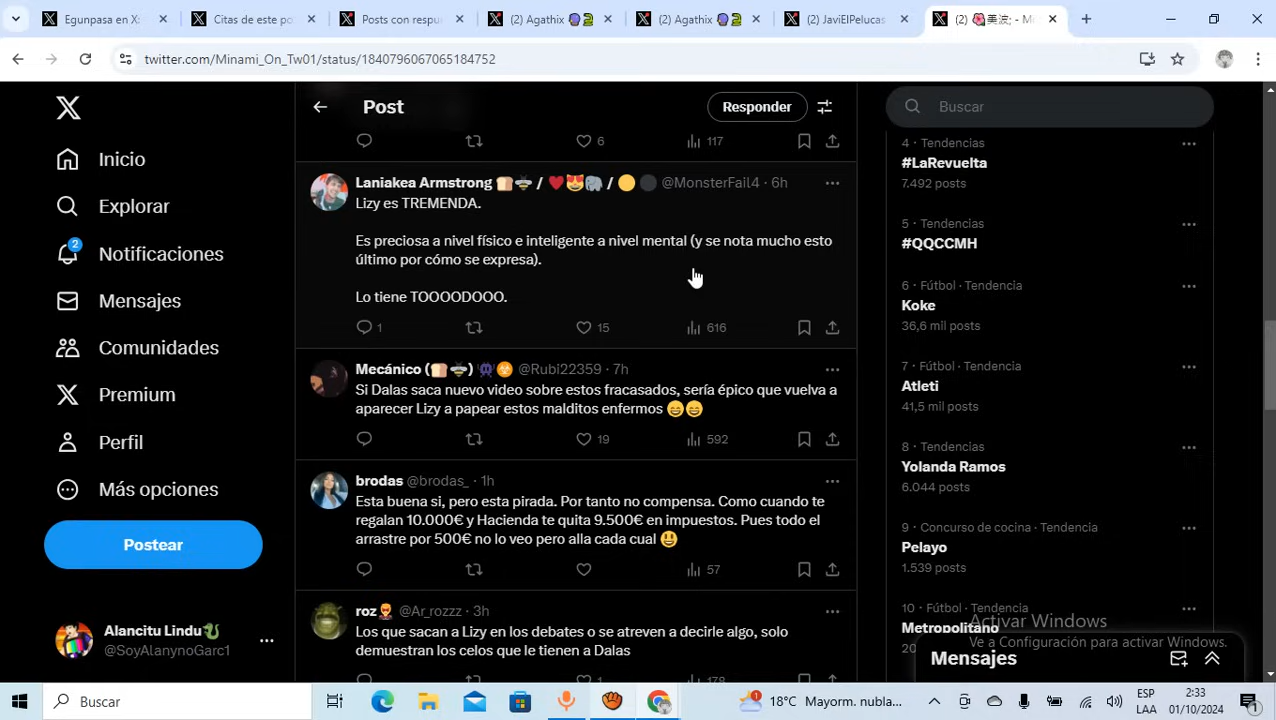 Egunpasa en X:
Citas de este po
Posts con respu
(2) Agathix
(2) Agathix
(2) JaviElPelucas
(2) 🌺美波; - M
twitter.com/Minami_On_Tw01/status/1840796067065184752
Inicio
Explorar
2
Notificaciones
Mensajes
Comunidades
Premium
Perfil
Más opciones
Postear
Alancitu Lindu🐍
@SoyAlanynoGarc1
Post
Responder
6
117
Laniakea Armstrong 🍞🐝 / ❤️😻🐘 / 🟡⚫ @MonsterFail4 · 6h
Lizy es TREMENDA.
Es preciosa a nivel físico e inteligente a nivel mental (y se nota mucho esto
último por cómo se expresa).
Lo tiene TOOOODOOO.
1
15
616
Mecánico (🍞🐝) 👾☣️ @Rubi22359 · 7h
Si Dalas saca nuevo video sobre estos fracasados, sería épico que vuelva a
aparecer Lizy a papear estos malditos enfermos 😄😄
19
592
brodas @brodas_ · 1h
Esta buena si, pero esta pirada. Por tanto no compensa. Como cuando te
regalan 10.000€ y Hacienda te quita 9.500€ en impuestos. Pues todo el
arrastre por 500€ no lo veo pero alla cada cual 😃
57
roz @Ar_rozzz · 3h
Los que sacan a Lizy en los debates o se atreven a decirle algo, solo
demuestran los celos que le tienen a Dalas
1
178
Buscar
4 · Tendencias
#LaRevuelta
7.492 posts
5 · Tendencias
#QQCCMH
6 · Fútbol · Tendencia
Koke
36,6 mil posts
7 · Fútbol · Tendencia
Atleti
41,5 mil posts
8 · Tendencias
Yolanda Ramos
6.044 posts
9 · Concurso de cocina · Tendencia
Pelayo
1.539 posts
10 · Fútbol · Tendencia
Metropolitano
Activar Windows
Ve a Configuración para activar Windows.
Mensajes
Buscar
1
18°C Mayorm. nubla...
ESP
LAA
2:33
01/10/2024
1